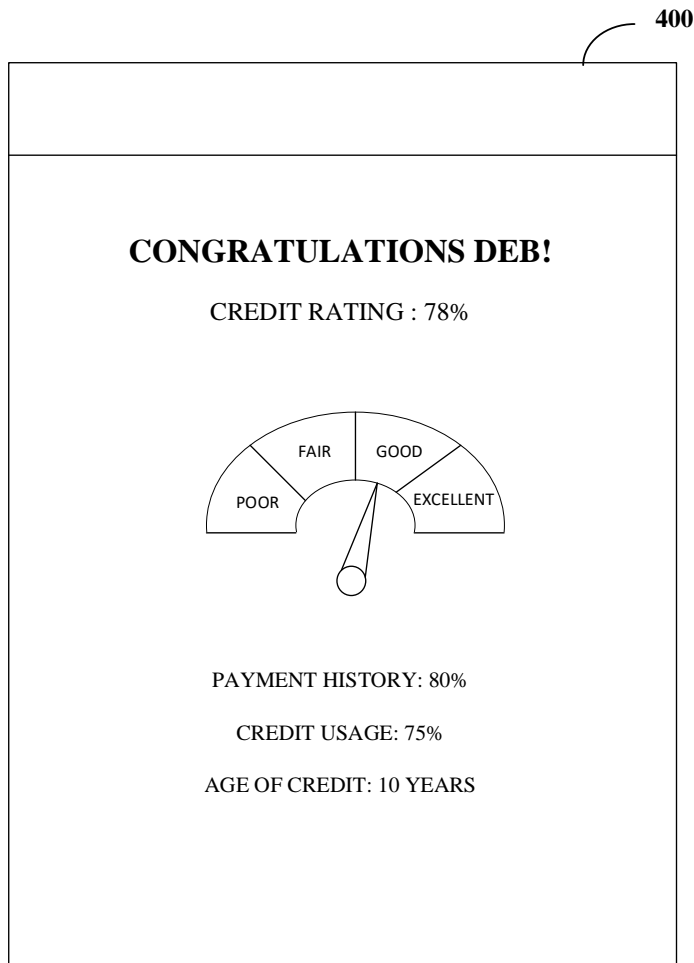 400
CONGRATULATIONS DEB!
CREDIT RATING : 78%
FAIR
GOOD
POOR
EXCELLENT
PAYMENT HISTORY: 80%
CREDIT USAGE: 75%
AGE OF CREDIT: 10 YEARS